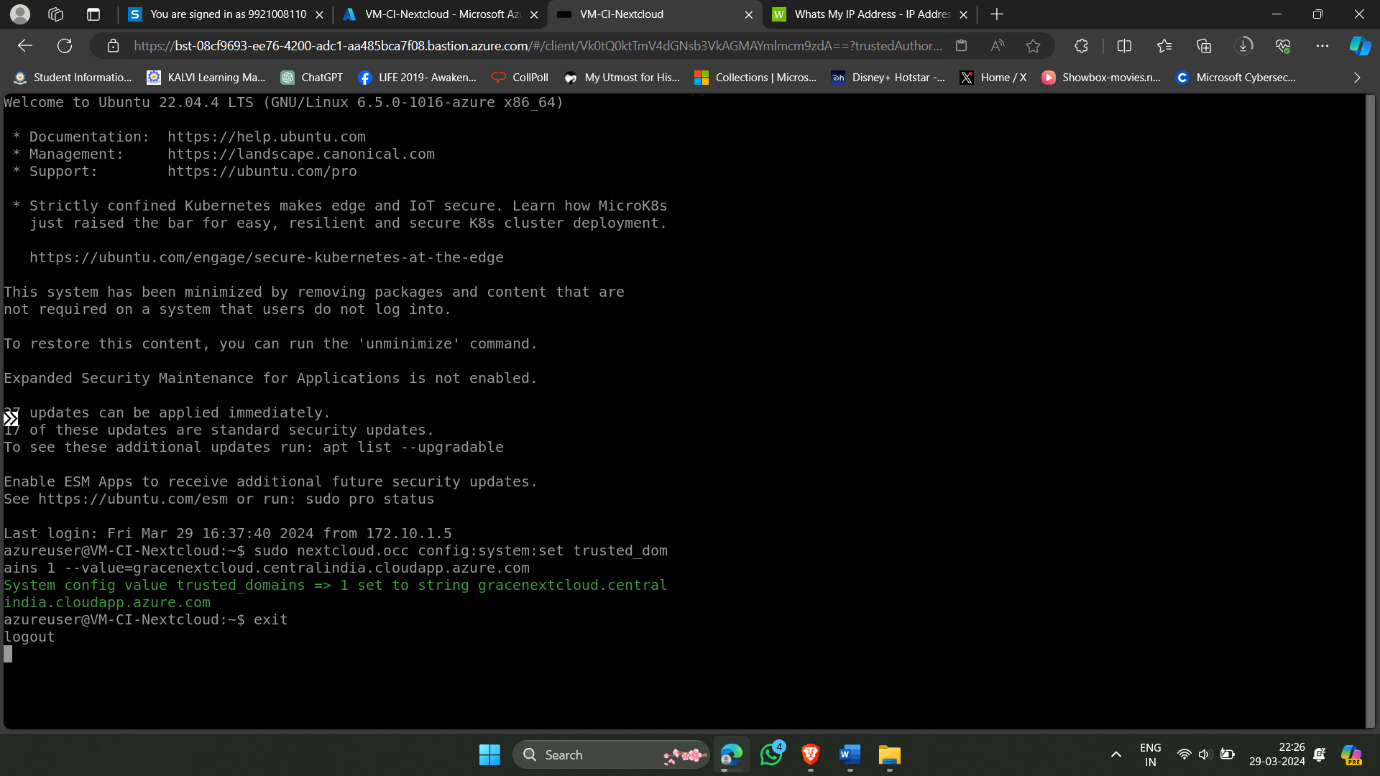 You are signed in as 9921008110
VM-CI-Nextcloud - Microsoft Az
VM-CI-Nextcloud
Whats My IP Address - IP Addre
https://bst-08cf9693-ee76-4200-adc1-aa485bca7f08.bastion.azure.com/#/client/Vk0tQ0ktTmV4dGNsb3VkAGMAYmlmcm9zdA==?trustedAuthor...
Student Informatio...
KALVI Learning Ma...
ChatGPT
LIFE 2019- Awaken...
CollPoll
My Utmost for His...
Collections | Micros...
Disney+ Hotstar -...
Home / X
Showbox-movies.n...
Microsoft Cybersec...
Welcome to Ubuntu 22.04.4 LTS (GNU/Linux 6.5.0-1016-azure x86_64)
* Documentation: https://help.ubuntu.com
* Management: https://landscape.canonical.com
* Support: https://ubuntu.com/pro
* Strictly confined Kubernetes makes edge and IoT secure. Learn how MicroK8s
just raised the bar for easy, resilient and secure K8s cluster deployment.
https://ubuntu.com/engage/secure-kubernetes-at-the-edge
This system has been minimized by removing packages and content that are
not required on a system that users do not log into.
To restore this content, you can run the 'unminimize' command.
Expanded Security Maintenance for Applications is not enabled.
updates can be applied immediately.
17 of these updates are standard security updates.
To see these additional updates run: apt list --upgradable
Enable ESM Apps to receive additional future security updates.
See https://ubuntu.com/esm or run: sudo pro status
Last login: Fri Mar 29 16:37:40 2024 from 172.10.1.5
azureuser@VM-CI-Nextcloud:~$ sudo nextcloud.occ config:system:set trusted_dom
ains 1 --value=gracenextcloud.centralindia.cloudapp.azure.com
System config value trusted_domains => 1 set to string gracenextcloud.central
india.cloudapp.azure.com
azureuser@VM-CI-Nextcloud:~$ exit
logout
Search
4
ENG
IN
22:26
29-03-2024
PRE